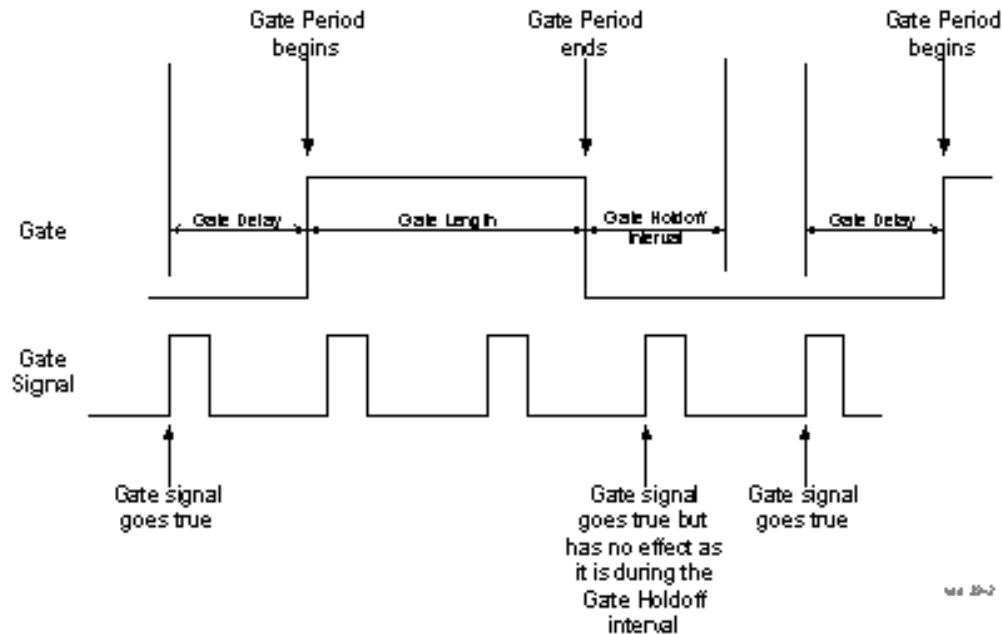 Gate Period
begins
Gate Period
ends
Gate Period
begins
Gate
Gate Delay
Gate Length
Gate Holdoff
Interval
Gate Delay
Gate
Signal
Gate signal
goes true
Gate signal
goes true but
has no effect as
it is during the
Gate Holdoff
interval
Gate signal
goes true